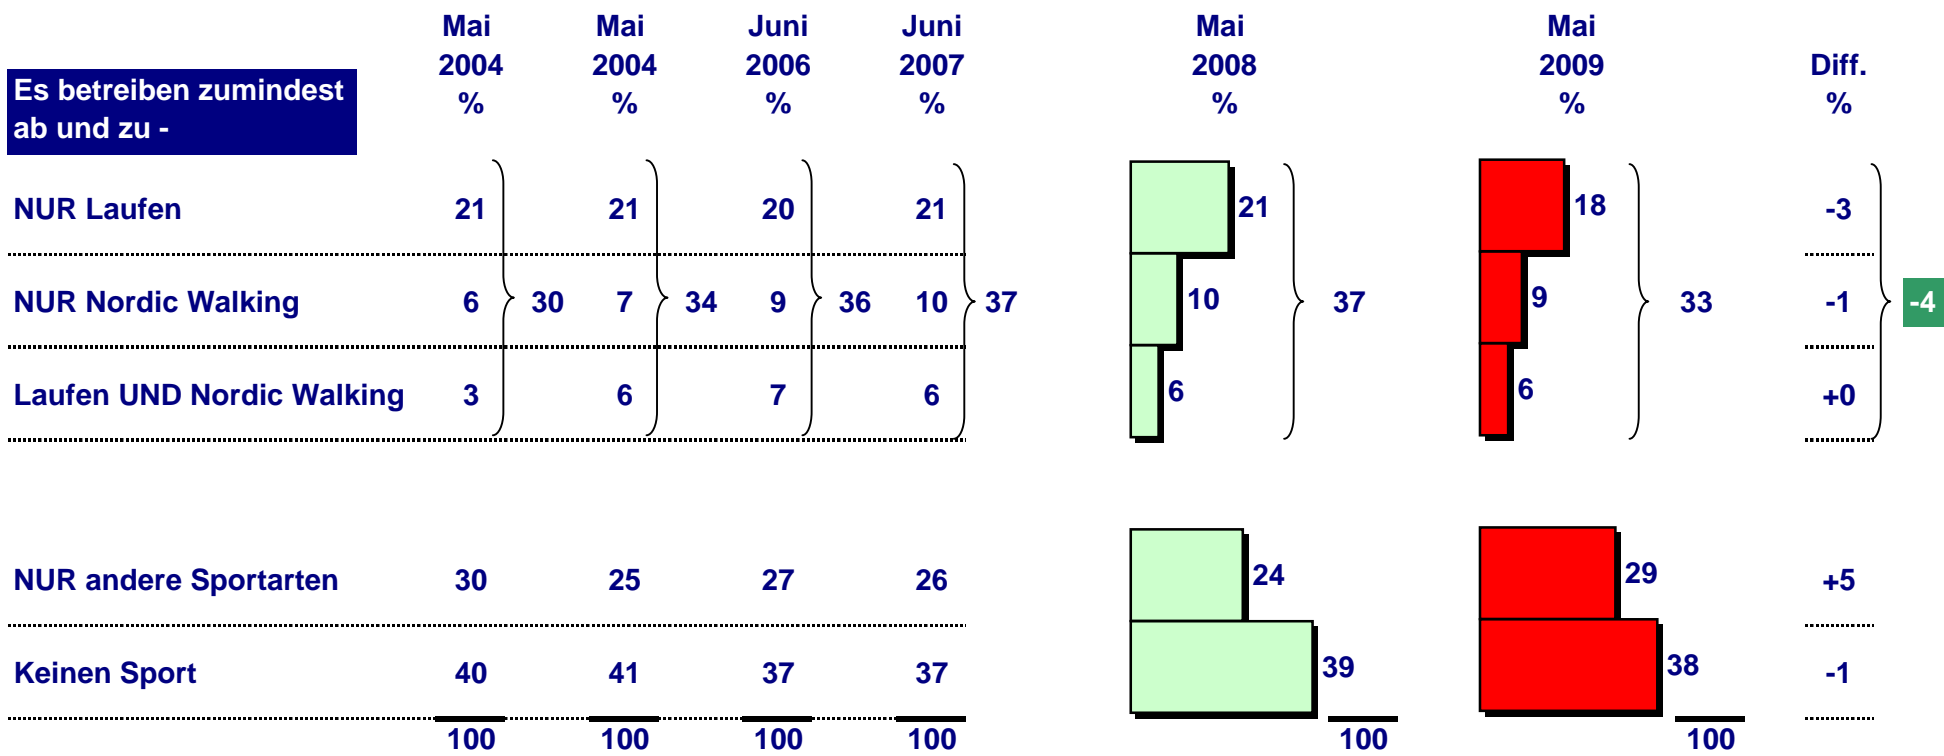 Mai Mai Juni Juni Mai Mai
2004 2004 2006 2007 2008 2009 Diff.
Es betreiben zumindest
ab und zu -
% % % % % % %
NUR Laufen 21 21 20 21 21 18 -3
NUR Nordic Walking 6 30 7 34 9 36 10 37 10 37 9 33 -1 -4
Laufen UND Nordic Walking 3 6 7 6 6 6 +0
NUR andere Sportarten 30 25 27 26 24 29 +5
Keinen Sport 40 41 37 37 39 38 -1
100 100 100 100 100 100